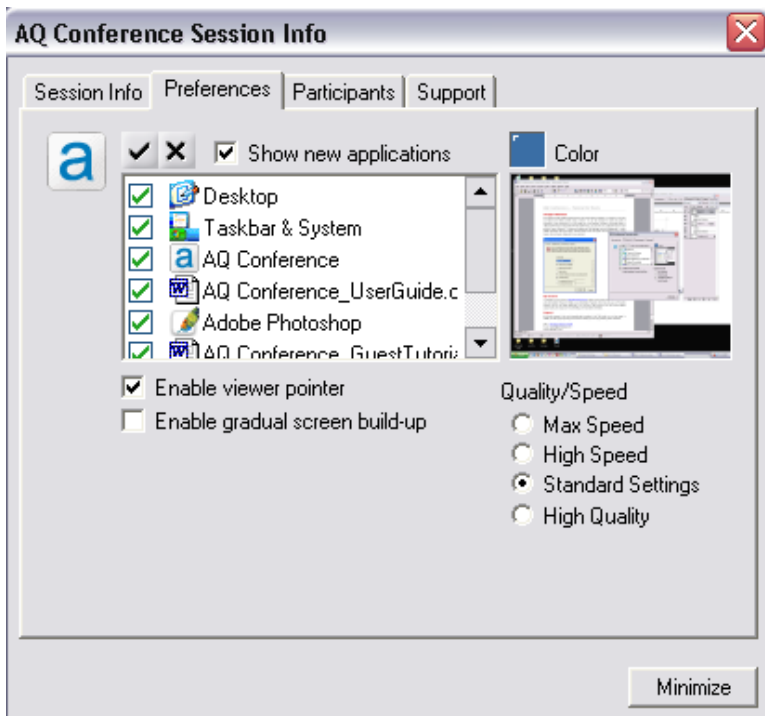 AQ Conference Session Info
Session Info Preferences Participants Support
a Show new applications Color
Desktop
Taskbar & System
a AQ Conference
W AQ Conference_UserGuide.c
Adobe Photoshop
W AQ Conference_GuestTutoria
Enable viewer pointer
Enable gradual screen build-up
Quality/Speed
Max Speed
High Speed
Standard Settings
High Quality
Minimize